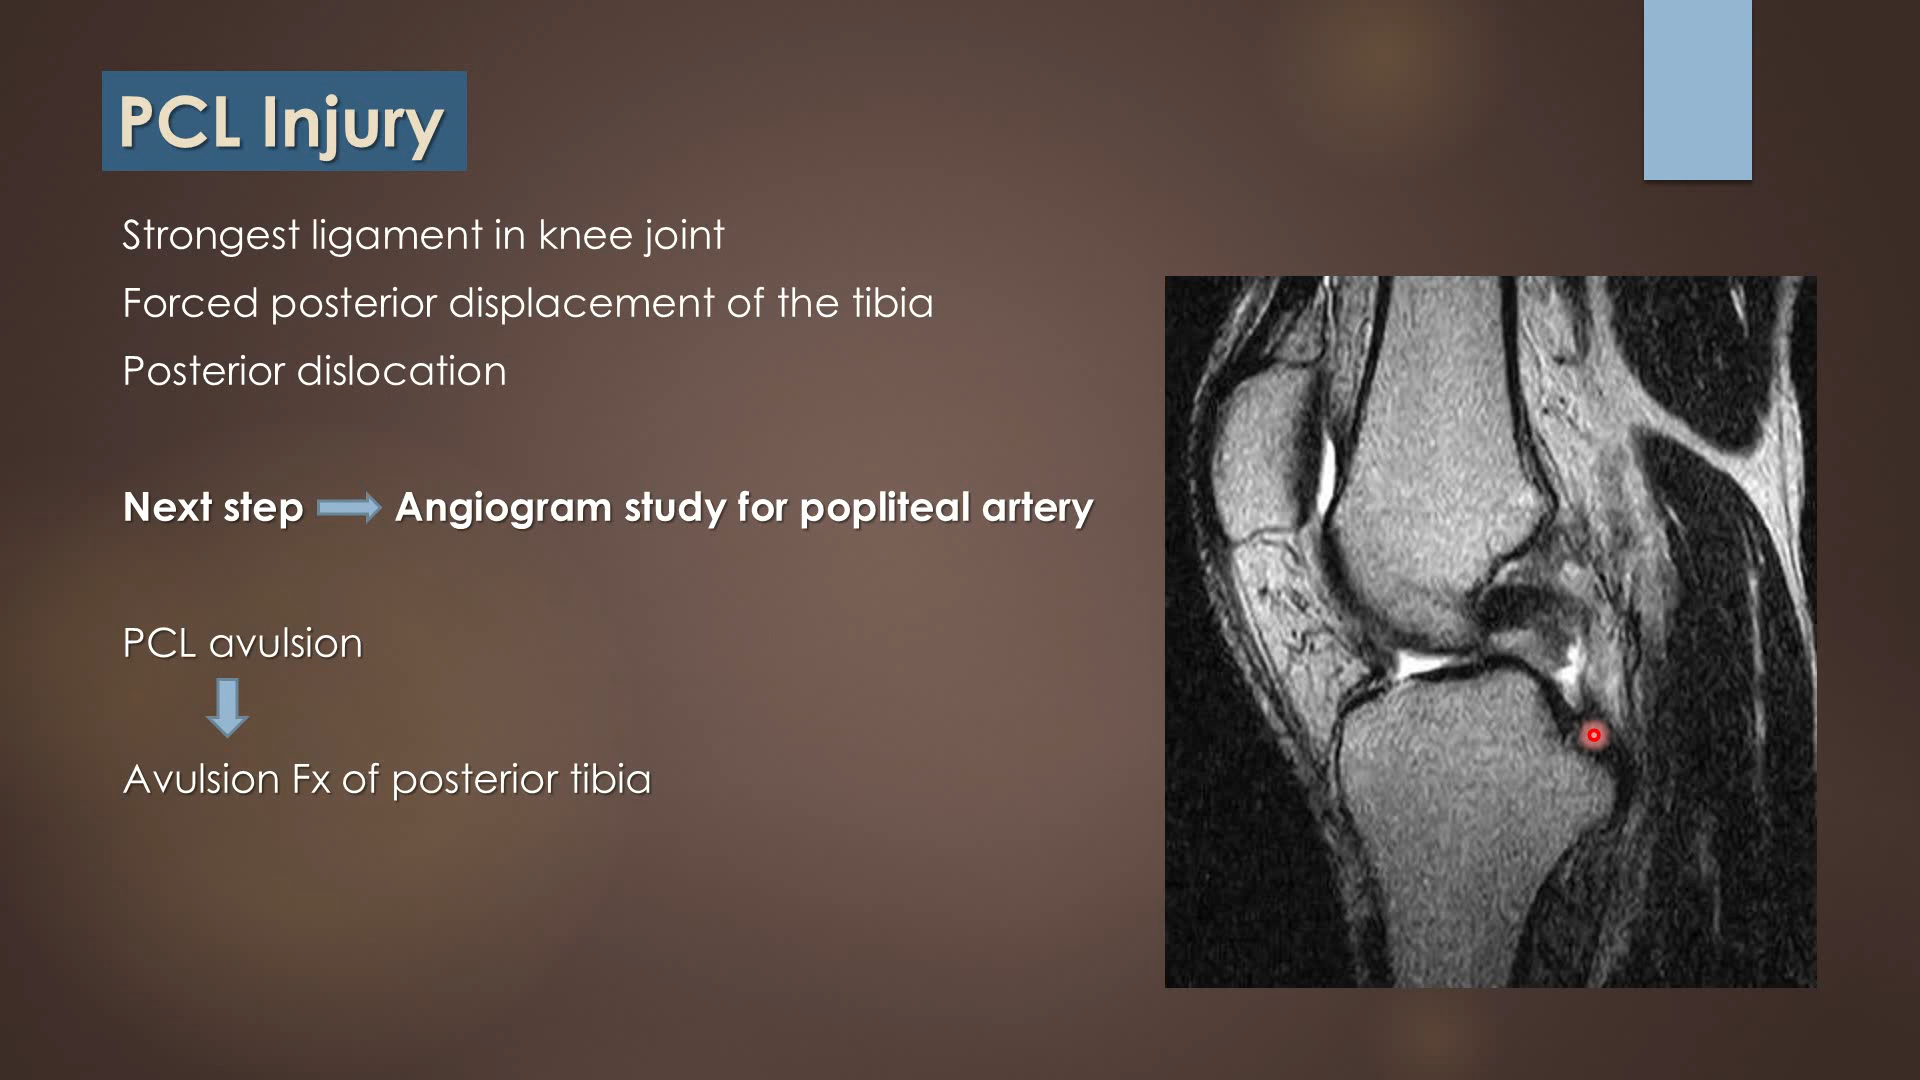 PCL Injury
Strongest ligament in knee joint
Forced posterior displacement of the tibia
Posterior dislocation
Next step Angiogram study for popliteal artery
PCL avulsion
Avulsion Fx of posterior tibia